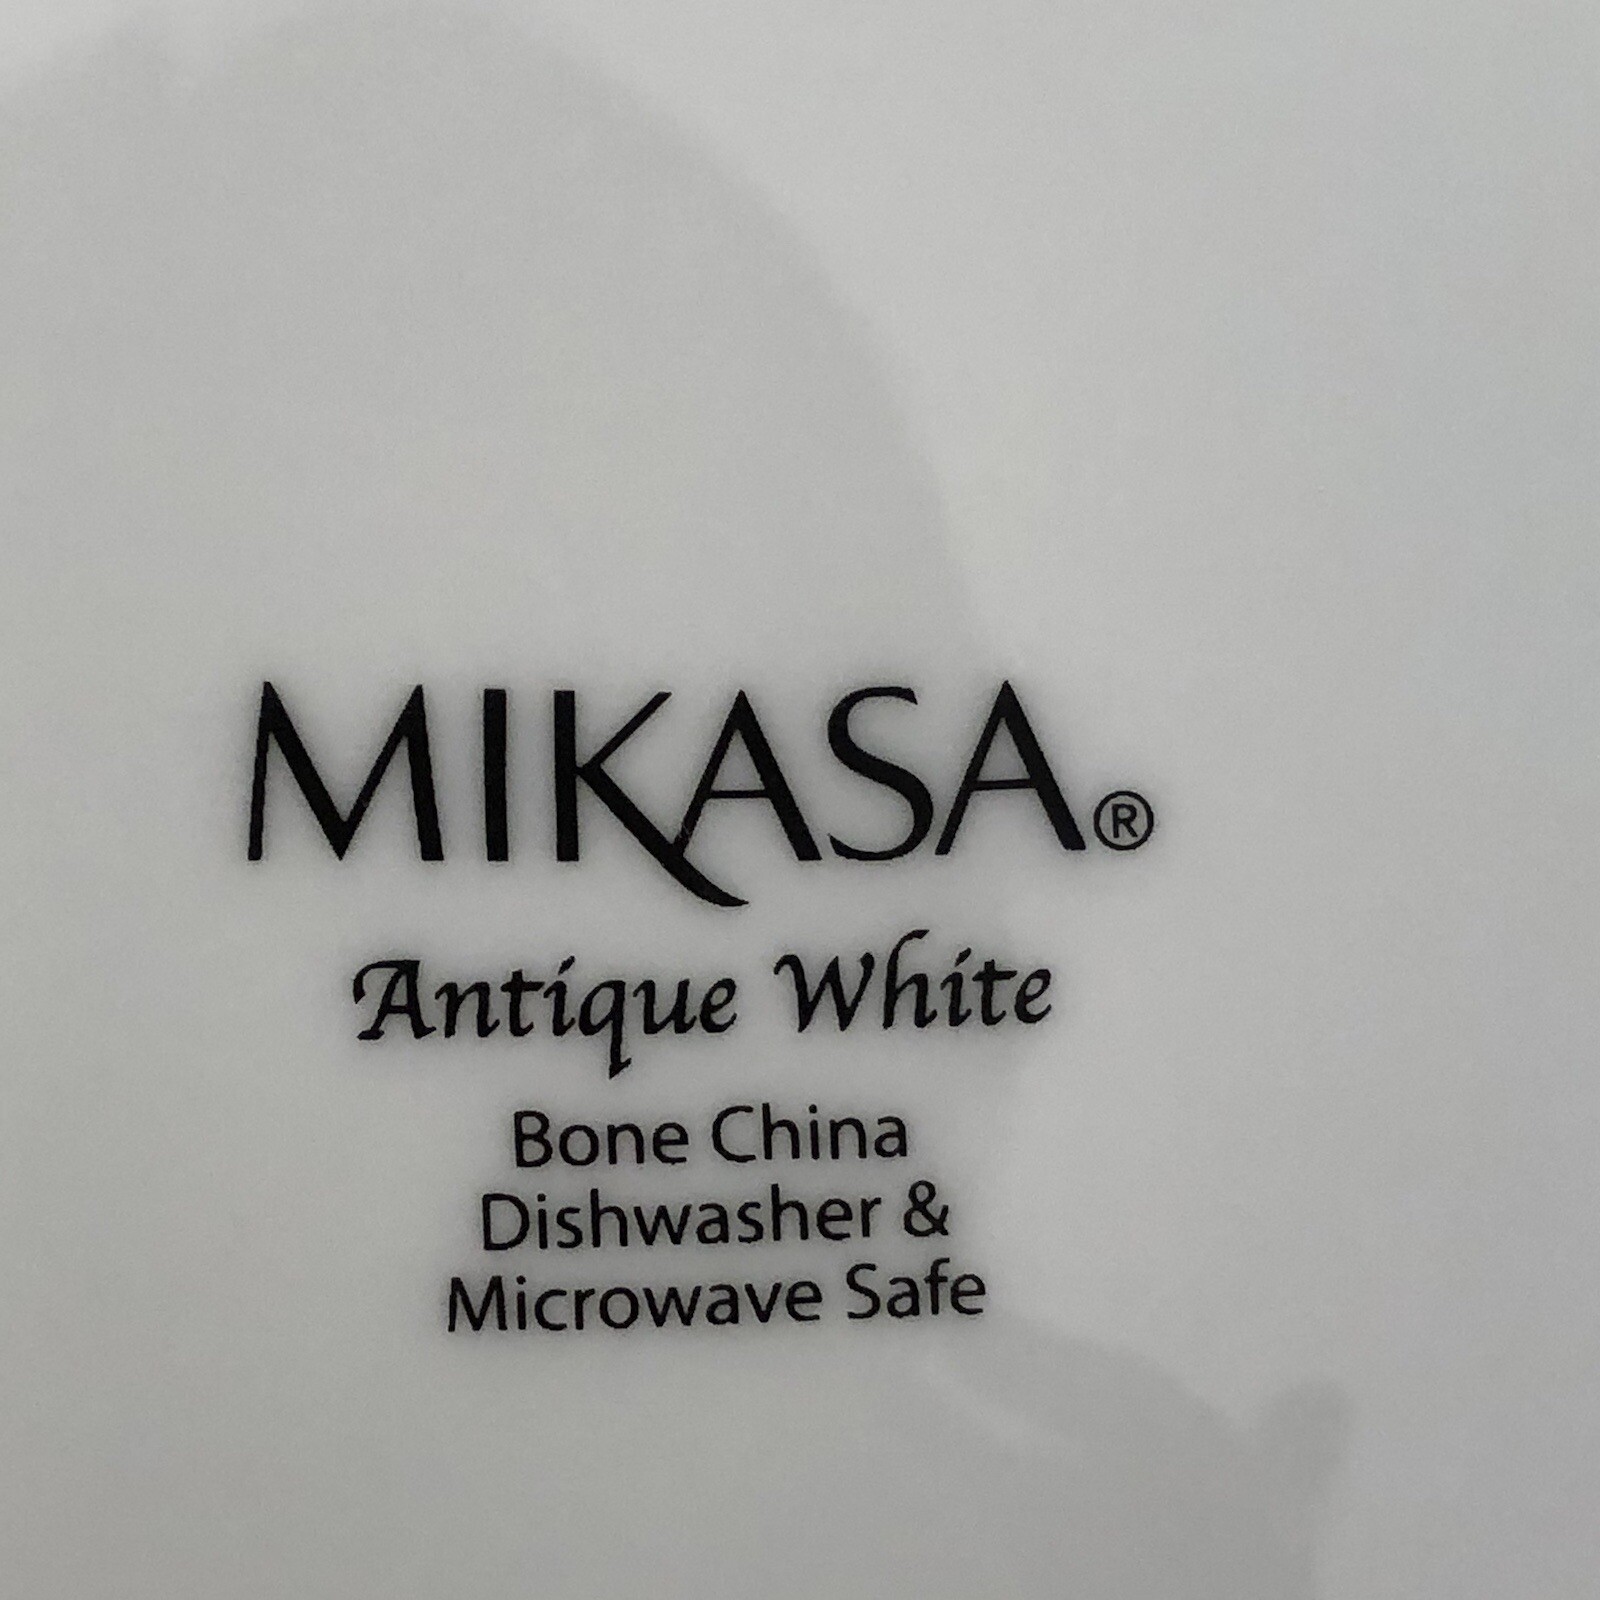 MIKASA®
Antique White
Bone China
Dishwasher &
Microwave Safe